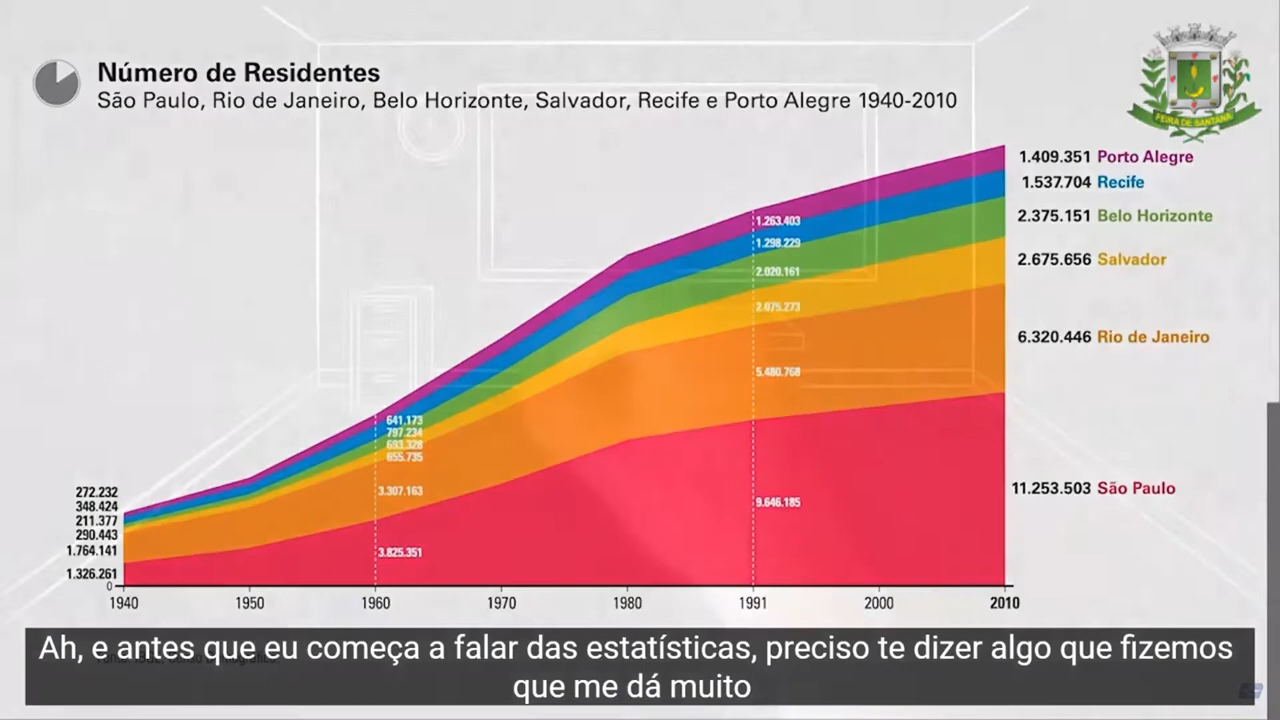 Número de Residentes
São Paulo, Rio de Janeiro, Belo Horizonte, Salvador, Recife e Porto Alegre 1940-2010
FEIRA DE SANTANA
1.409.351 Porto Alegre
1.537.704 Recife
2.375.151 Belo Horizonte
2.675.656 Salvador
6.320.446 Rio de Janeiro
11.253.503 São Paulo
1.263.403
1.298.229
2.020.161
2.075.273
5.480.768
9.646.185
641.173
797.234
693.328
655.735
3.307.163
3.825.351
272.232
348.424
211.377
290.443
1.764.141
1.326.261
0
1940 1950 1960 1970 1980 1991 2000 2010
Ah, e antes que eu começa a falar das estatísticas, preciso te dizer algo que fizemos
que me dá muito